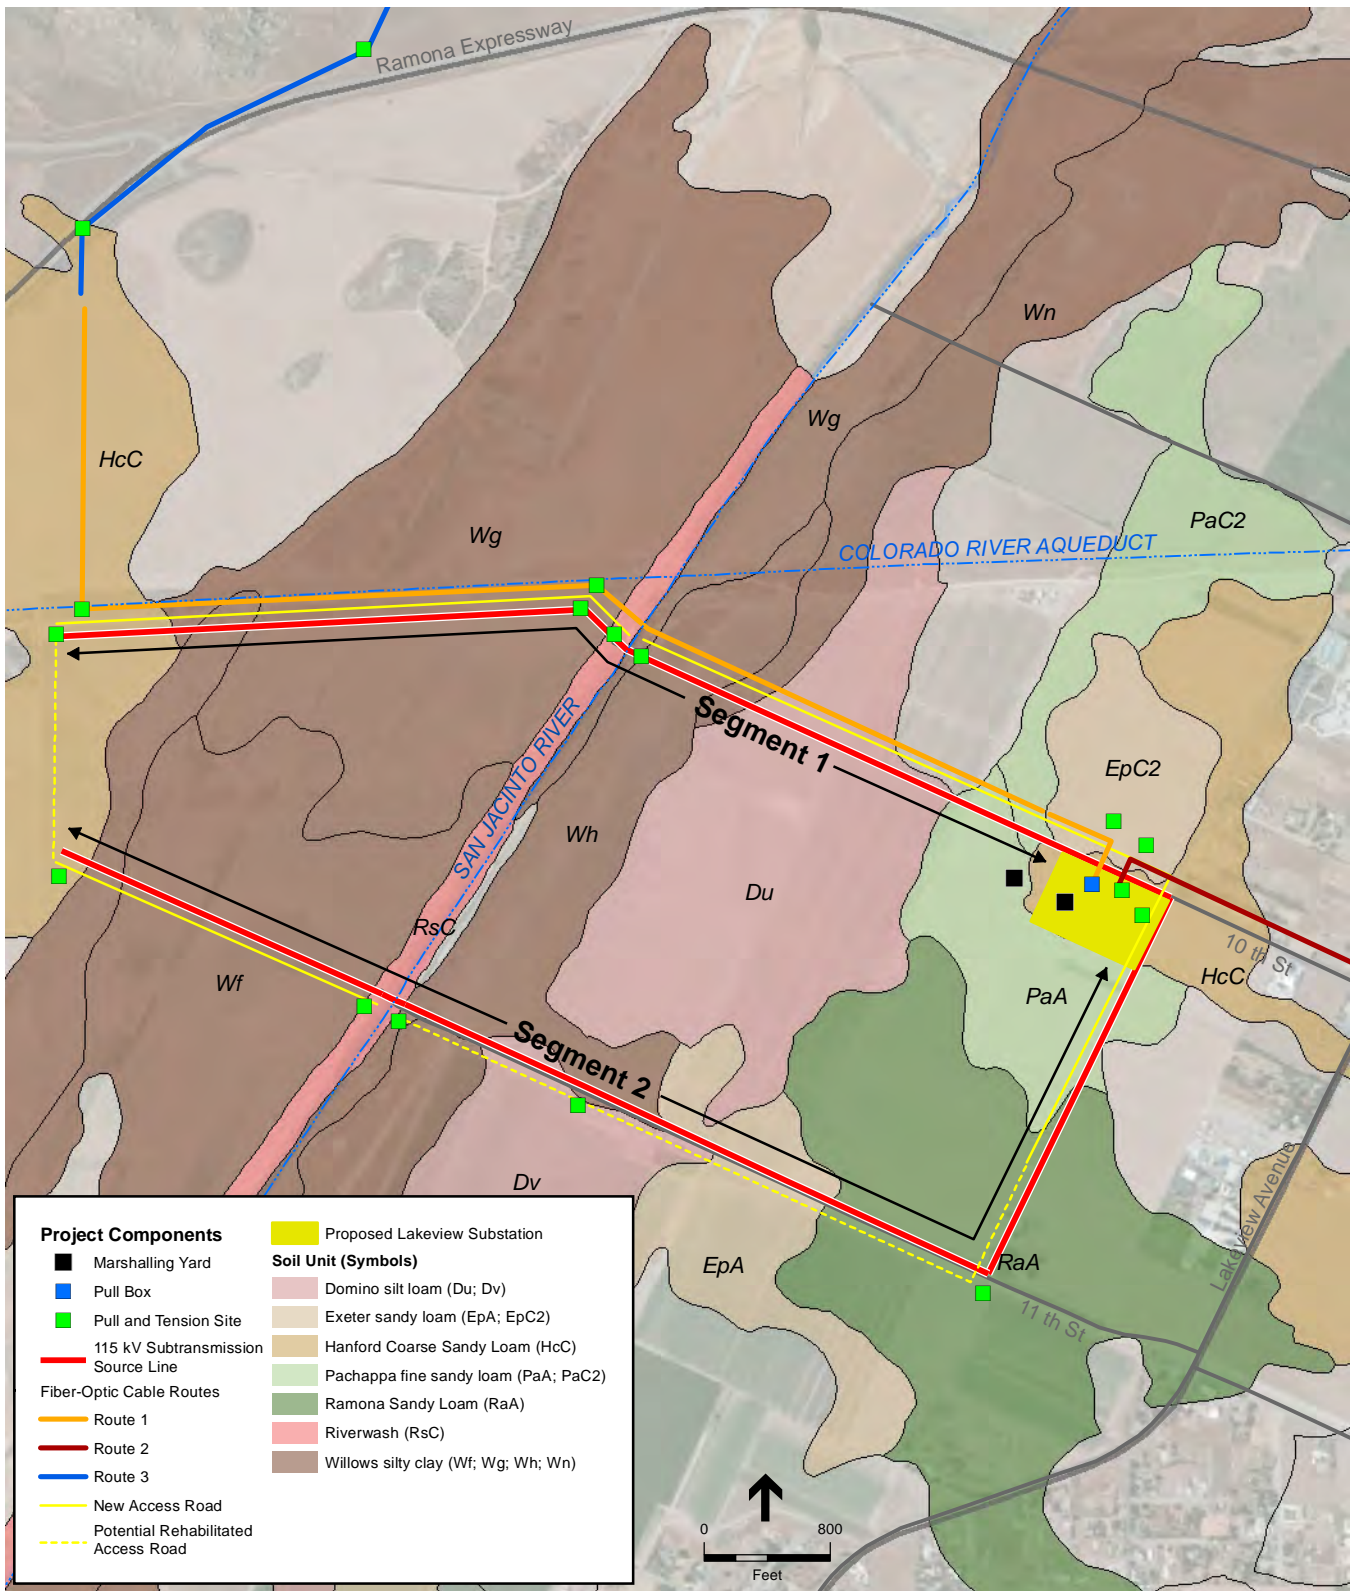 Ramona Expressway
Wn
Wg
HcC
PaC2
Wg
COLORADO RIVER AQUEDUCT
Segment 1
SAN JACINTO RIVER
EpC2
Wh
Du
RsC
10 th St
Wf
HcC
PaA
Segment 2
Lakeview Avenue
Dv
EpA
RaA
11 th St
Project Components
Marshalling Yard
Pull Box
Pull and Tension Site
115 kV Subtransmission
Source Line
Fiber-Optic Cable Routes
Route 1
Route 2
Route 3
New Access Road
Potential Rehabilitated
Access Road
Proposed Lakeview Substation
Soil Unit (Symbols)
Domino silt loam (Du; Dv)
Exeter sandy loam (EpA; EpC2)
Hanford Coarse Sandy Loam (HcC)
Pachappa fine sandy loam (PaA; PaC2)
Ramona Sandy Loam (RaA)
Riverwash (RsC)
Willows silty clay (Wf; Wg; Wh; Wn)
0 800
Feet